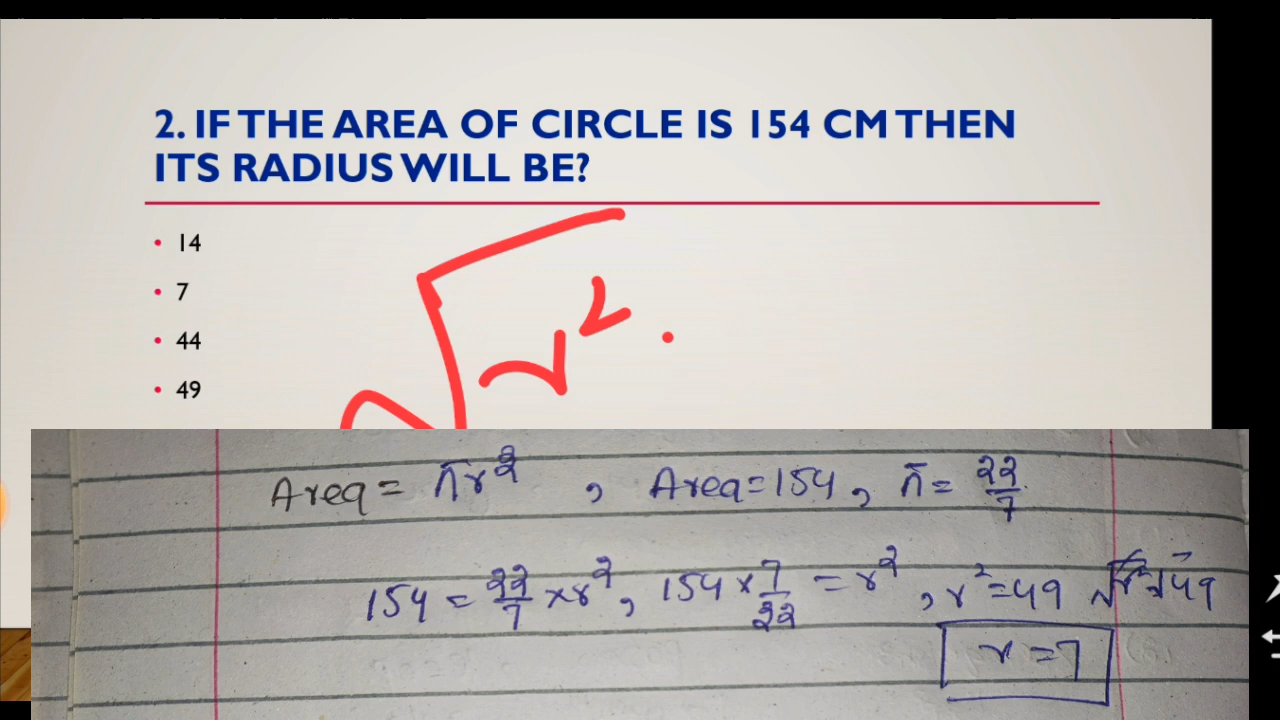 2. IF THE AREA OF CIRCLE IS 154 CM THEN
ITS RADIUS WILL BE?
• 14
• 7
• 44
• 49
√r².
Area = πr² , Area=154, π = 22/7
154 = 22/7 × r², 154 × 7/22 = r² , r²=49 √r²=√49
r = 7